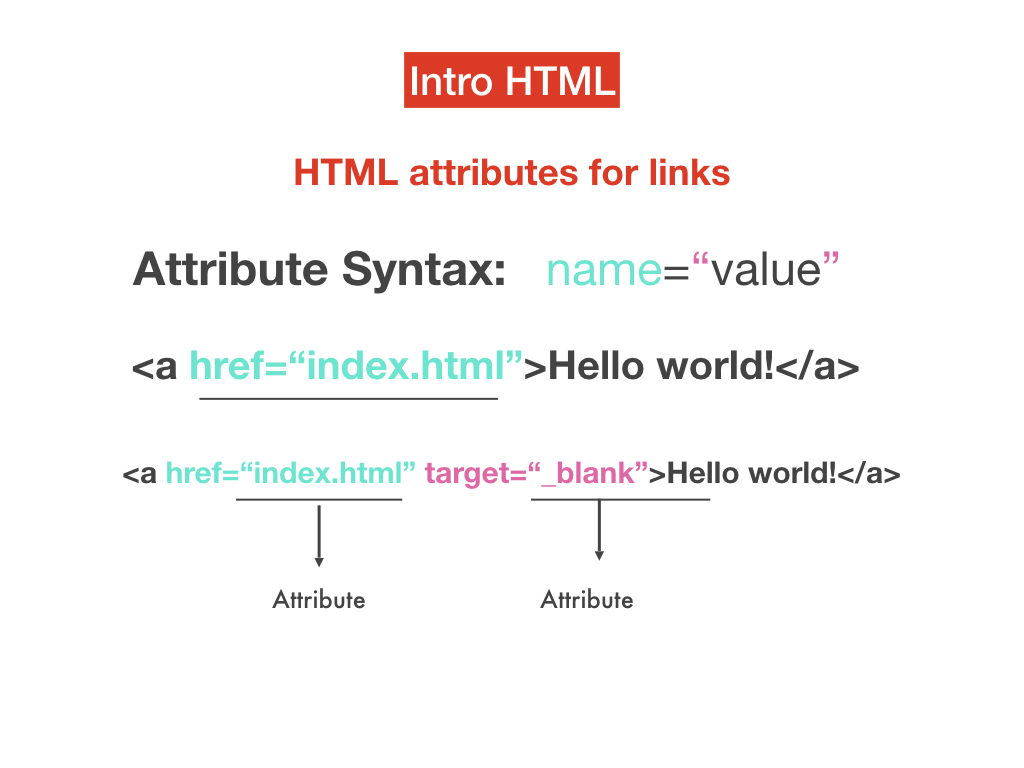 Intro HTML
HTML attributes for links
Attribute Syntax: name=“value”
<a href=“index.html”>Hello world!</a>
<a href=“index.html” target=“_blank”>Hello world!</a>
Attribute Attribute